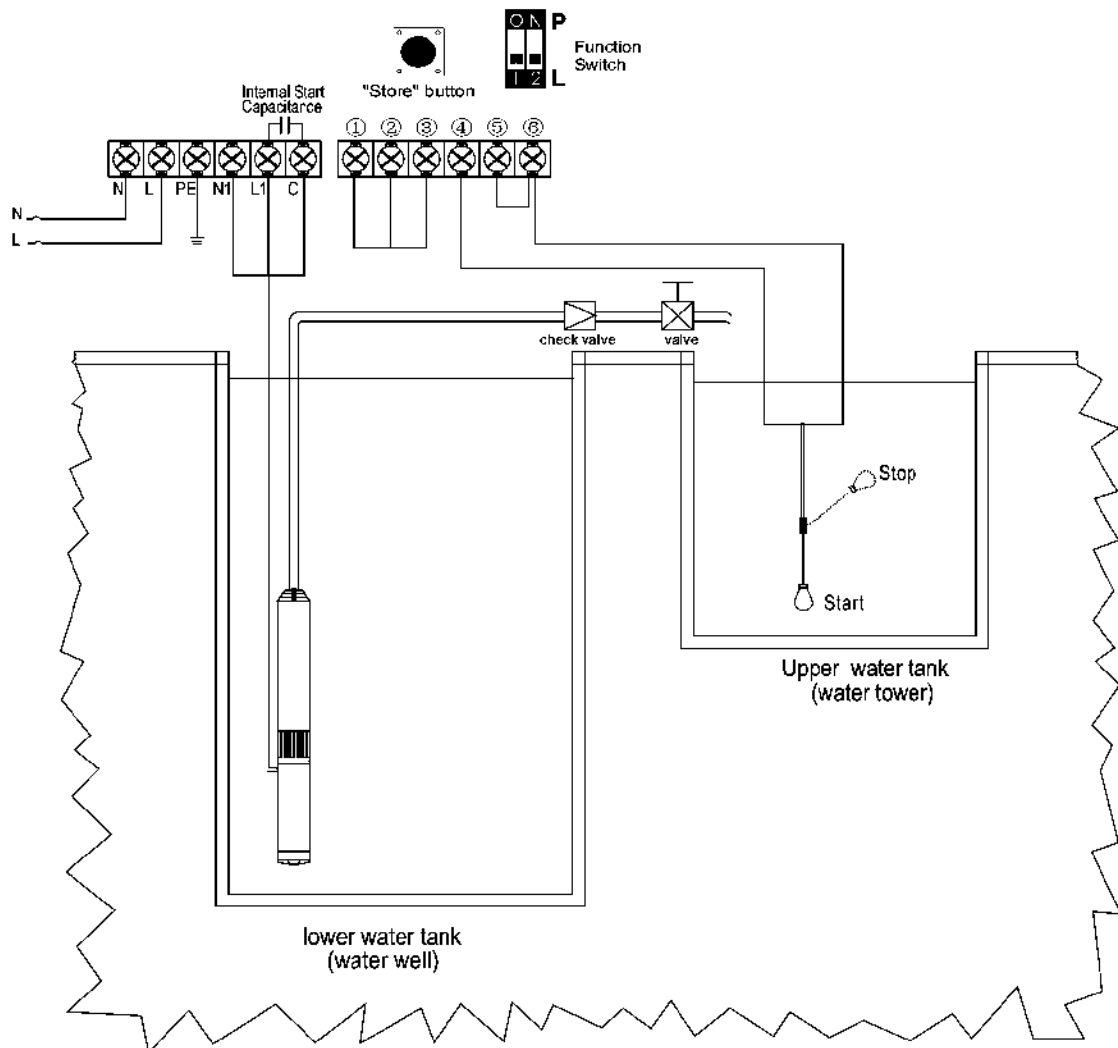 ON P
Function
Switch
1 2 L
"Store" button
Internal Start
Capacitance
① ② ③ ④ ⑤ ⑥
N L PE N1 L1 C
N
L
check valve
valve
Stop
Start
Upper water tank
(water tower)
lower water tank
(water well)